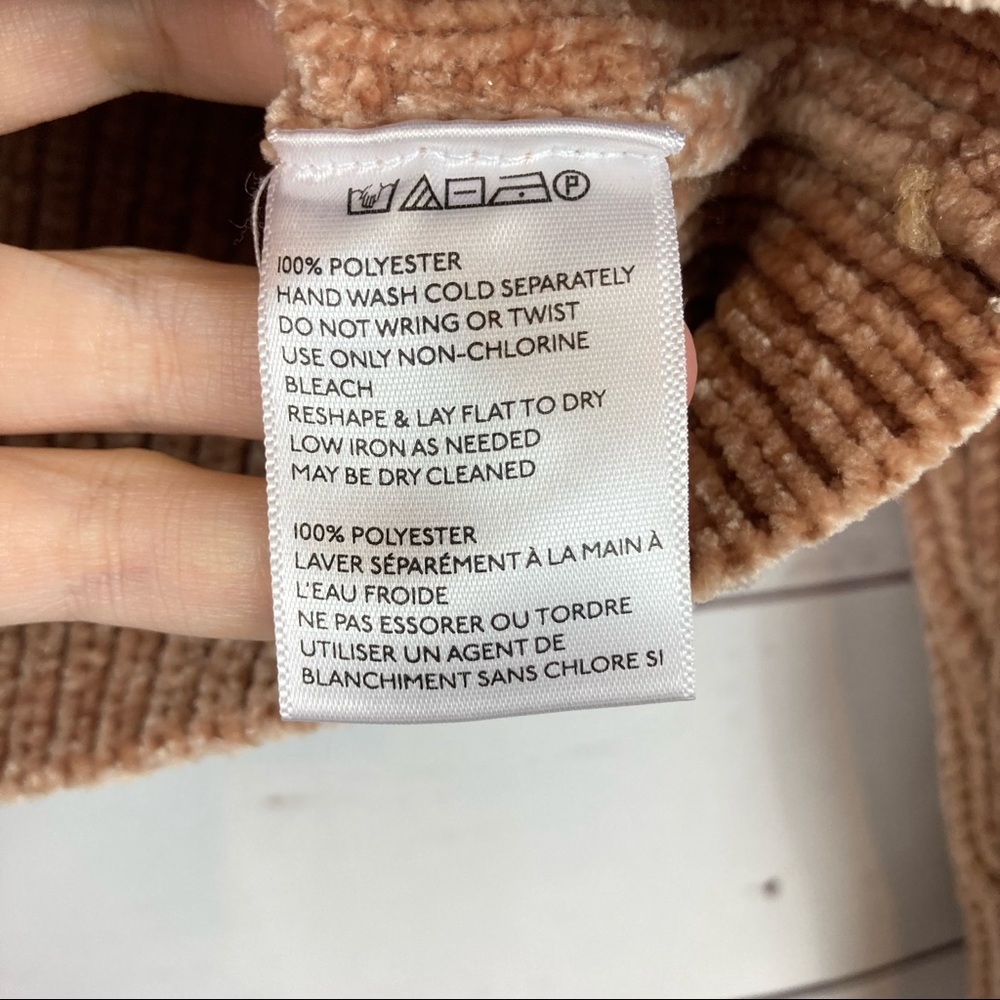 P
100% POLYESTER
HAND WASH COLD SEPARATELY
DO NOT WRING OR TWIST
USE ONLY NON-CHLORINE
BLEACH
RESHAPE & LAY FLAT TO DRY
LOW IRON AS NEEDED
MAY BE DRY CLEANED
100% POLYESTER
LAVER SÉPARÉMENT À LA MAIN À
L'EAU FROIDE
NE PAS ESSORER OU TORDRE
UTILISER UN AGENT DE
BLANCHIMENT SANS CHLORE SI